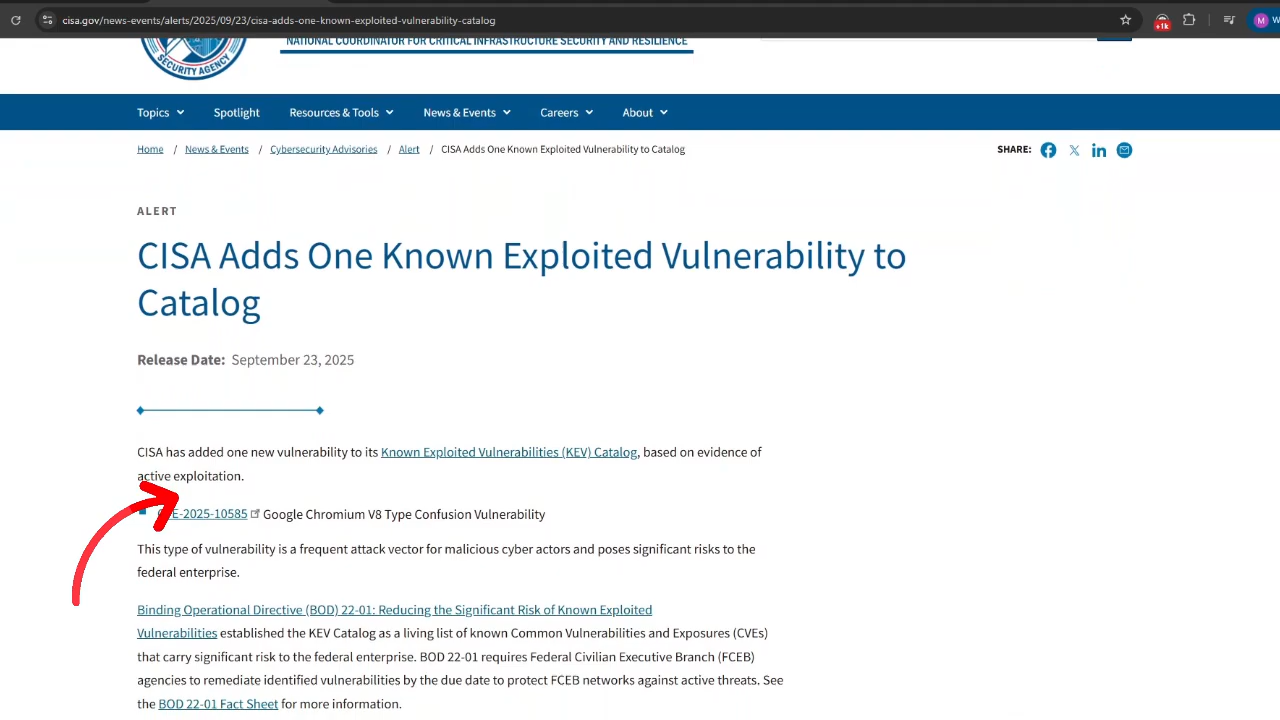 cisa.gov/news-events/alerts/2025/09/23/cisa-adds-one-known-exploited-vulnerability-catalog
+1k
M W
NATIONAL COORDINATOR FOR CRITICAL INFRASTRUCTURE SECURITY AND RESILIENCE
SECURITY AGENCY
Topics Spotlight Resources & Tools News & Events Careers About
Home / News & Events / Cybersecurity Advisories / Alert / CISA Adds One Known Exploited Vulnerability to Catalog SHARE:
ALERT
CISA Adds One Known Exploited Vulnerability to
Catalog
Release Date: September 23, 2025
CISA has added one new vulnerability to its Known Exploited Vulnerabilities (KEV) Catalog, based on evidence of
active exploitation.
CVE-2025-10585 Google Chromium V8 Type Confusion Vulnerability
This type of vulnerability is a frequent attack vector for malicious cyber actors and poses significant risks to the
federal enterprise.
Binding Operational Directive (BOD) 22-01: Reducing the Significant Risk of Known Exploited
Vulnerabilities established the KEV Catalog as a living list of known Common Vulnerabilities and Exposures (CVEs)
that carry significant risk to the federal enterprise. BOD 22-01 requires Federal Civilian Executive Branch (FCEB)
agencies to remediate identified vulnerabilities by the due date to protect FCEB networks against active threats. See
the BOD 22-01 Fact Sheet for more information.